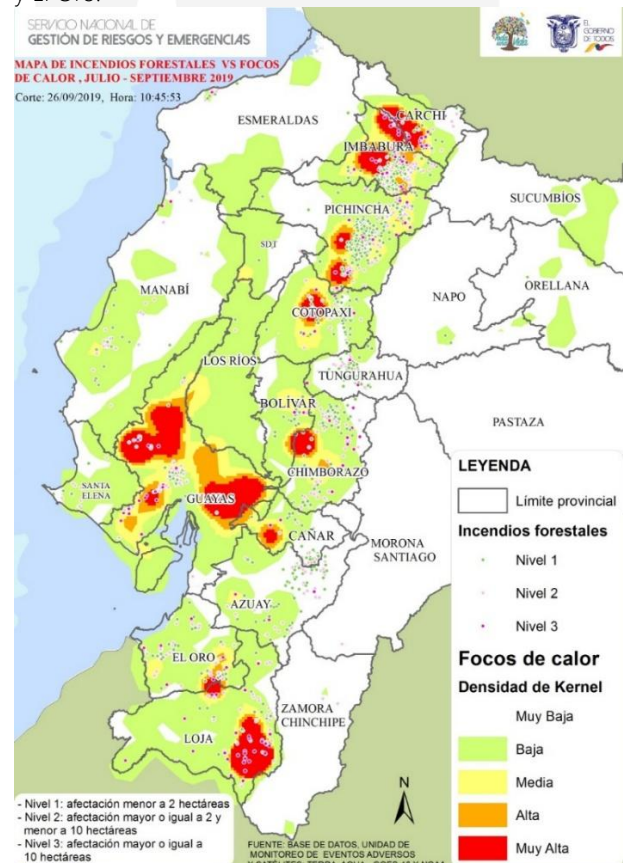 SERVICIO NACIONAL DE
GESTIÓN DE RIESGOS Y EMERGENCIAS
EL
GOBIERNO
DE TODOS
MAPA DE INCENDIOS FORESTALES VS FOCOS
DE CALOR , JULIO - SEPTIEMBRE 2019
Corte: 26/09/2019, Hora: 10:45:53
ESMERALDAS
CARCHI
IMBABURA
SUCUMBÍOS
PICHINCHA
SDT
MANABÍ
NAPO
ORELLANA
COTOPAXI
LOS RÍOS
TUNGURAHUA
BOLÍVAR
PASTAZA
CHIMBORAZO
SANTA
ELENA
GUAYAS
CAÑAR
MORONA
SANTIAGO
AZUAY
EL ORO
ZAMORA
CHINCHIPE
LOJA
LEYENDA
Límite provincial
Incendios forestales
Nivel 1
Nivel 2
Nivel 3
Focos de calor
Densidad de Kernel
Muy Baja
Baja
Media
Alta
Muy Alta
N
- Nivel 1: afectación menor a 2 hectáreas
- Nivel 2: afectación mayor o igual a 2 y
menor a 10 hectáreas
- Nivel 3: afectación mayor o igual a
10 hectáreas
FUENTE: BASE DE DATOS, UNIDAD DE
MONITOREO DE EVENTOS ADVERSOS